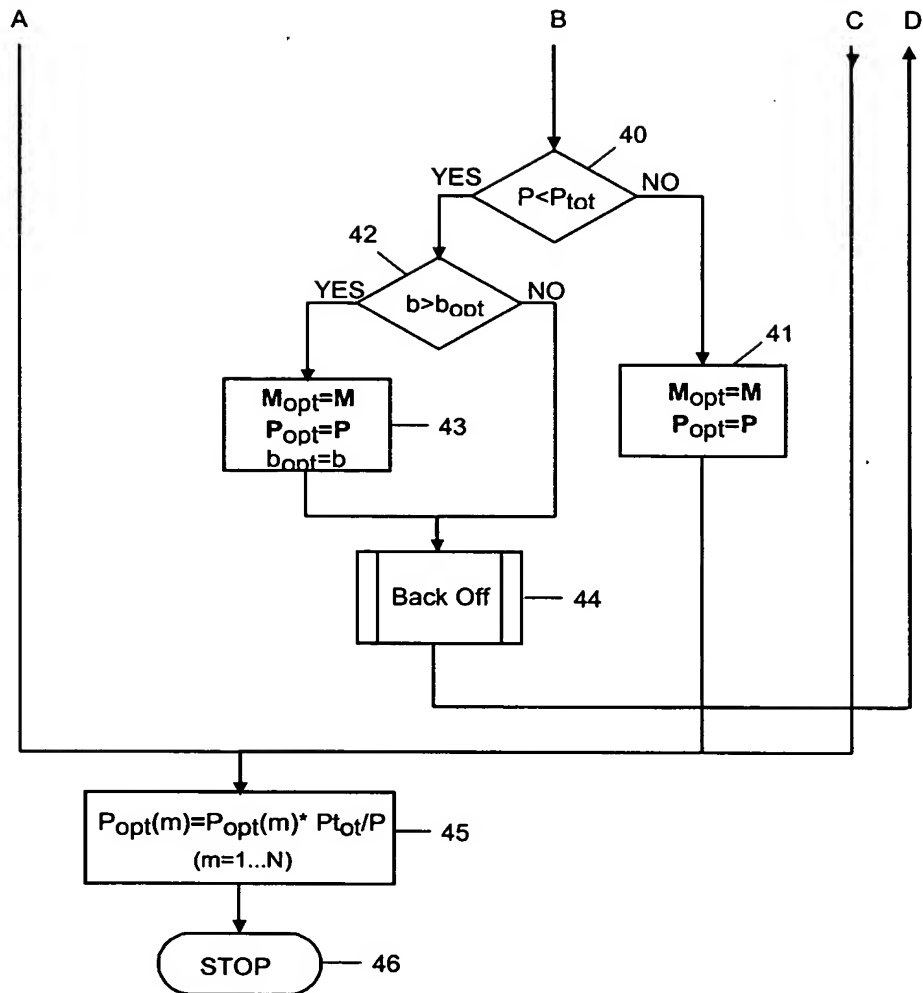 A B C D
40
YES P<Ptot NO
42
YES b>bopt NO
41
Mopt=M
Popt=P
bopt=b
43
Mopt=M
Popt=P
Back Off 44
Popt(m)=Popt(m)* Ptot/P
(m=1...N)
45
STOP 46